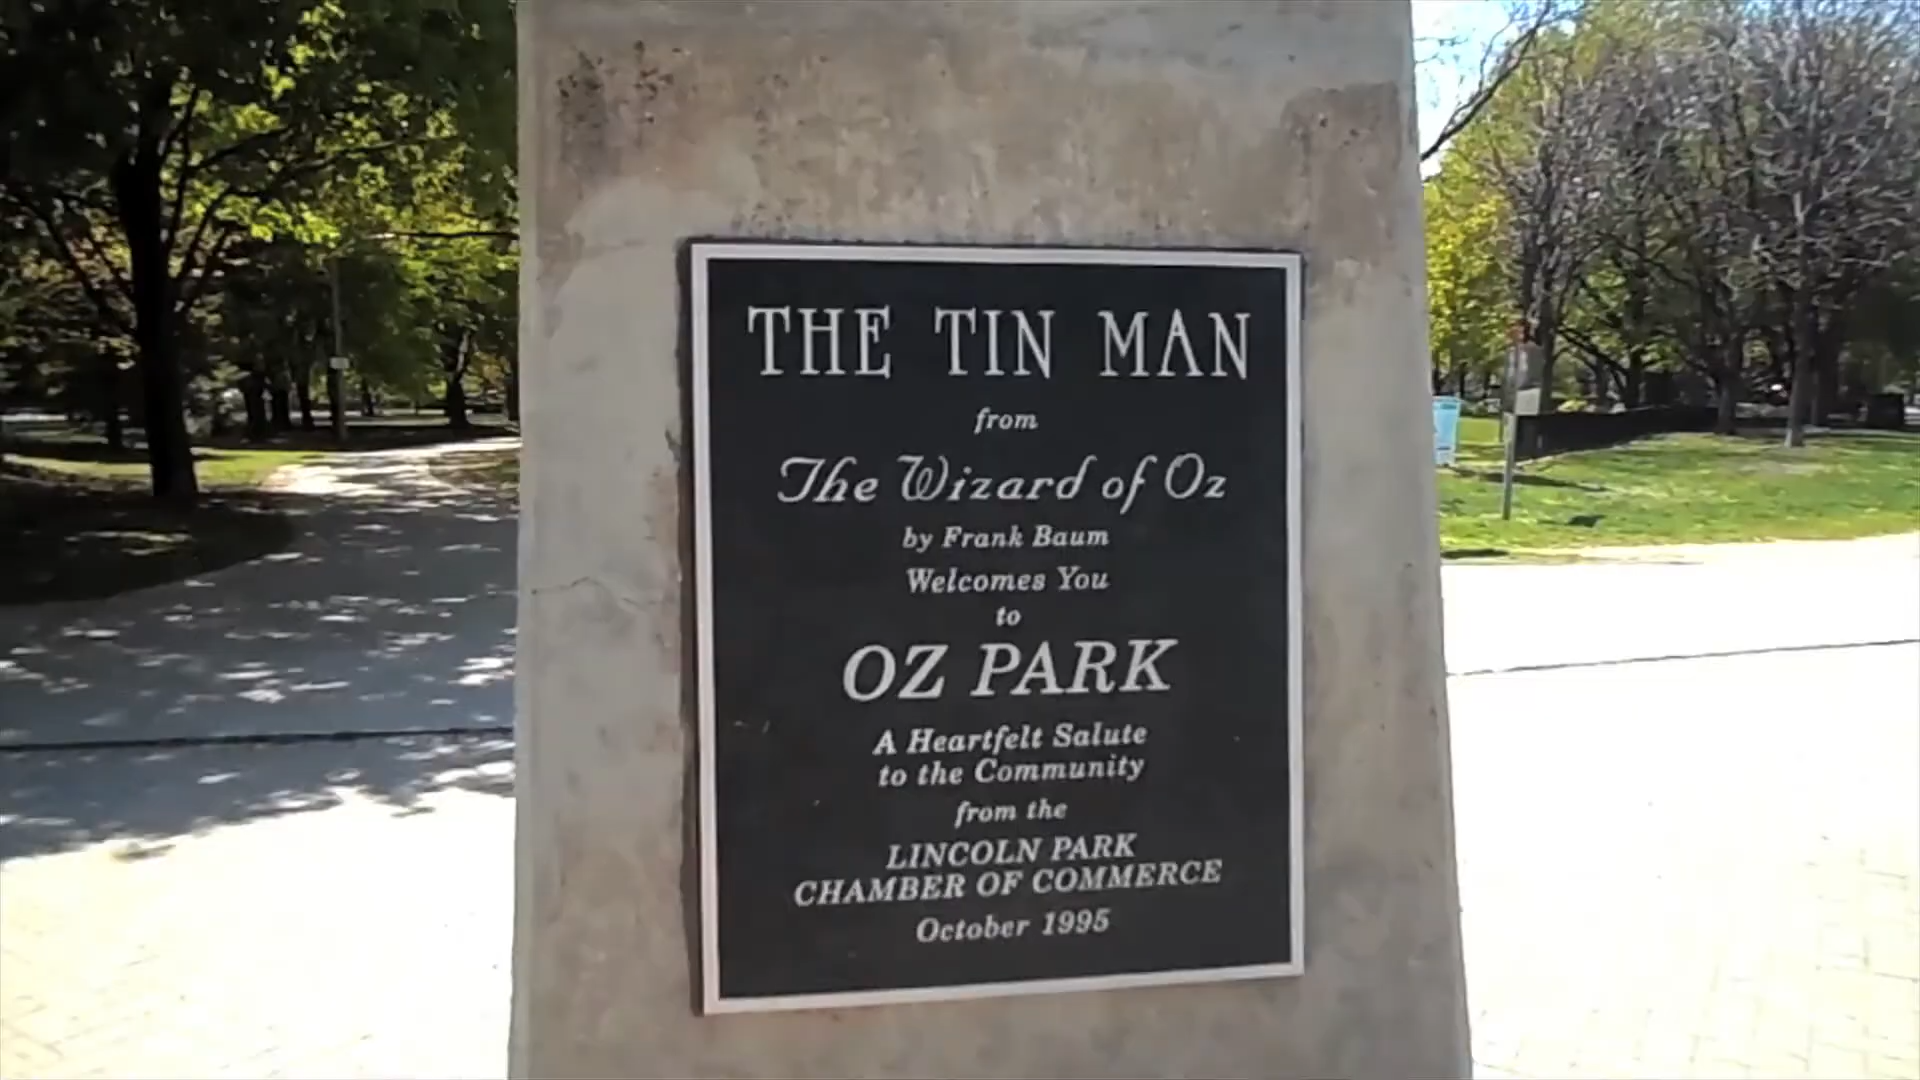 THE TIN MAN
from
The Wizard of Oz
by Frank Baum
Welcomes You
to
OZ PARK
A Heartfelt Salute
to the Community
from the
LINCOLN PARK
CHAMBER OF COMMERCE
October 1995